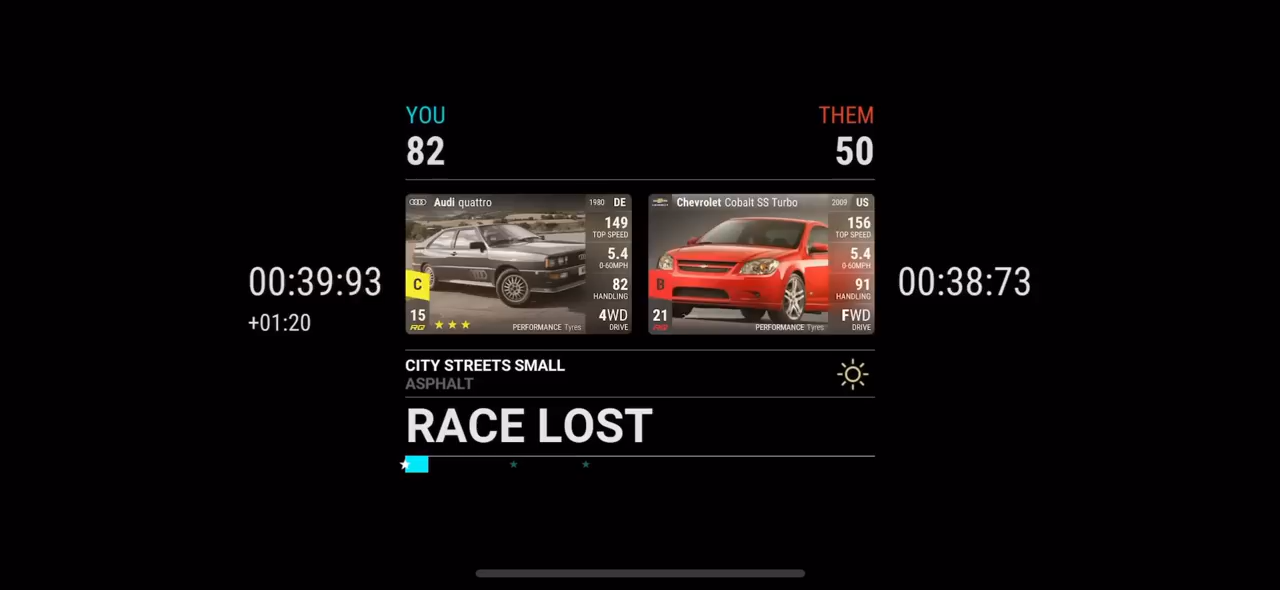 YOU
THEM
82
50
Audi quattro 1980 DE
149
TOP SPEED
5.4
0-60MPH
82
HANDLING
4WD
DRIVE
C
15
RQ
PERFORMANCE Tyres
Chevrolet Cobalt SS Turbo 2009 US
156
TOP SPEED
5.4
0-60MPH
91
HANDLING
FWD
DRIVE
B
21
RQ
PERFORMANCE Tyres
00:39:93
+01:20
00:38:73
CITY STREETS SMALL
ASPHALT
RACE LOST